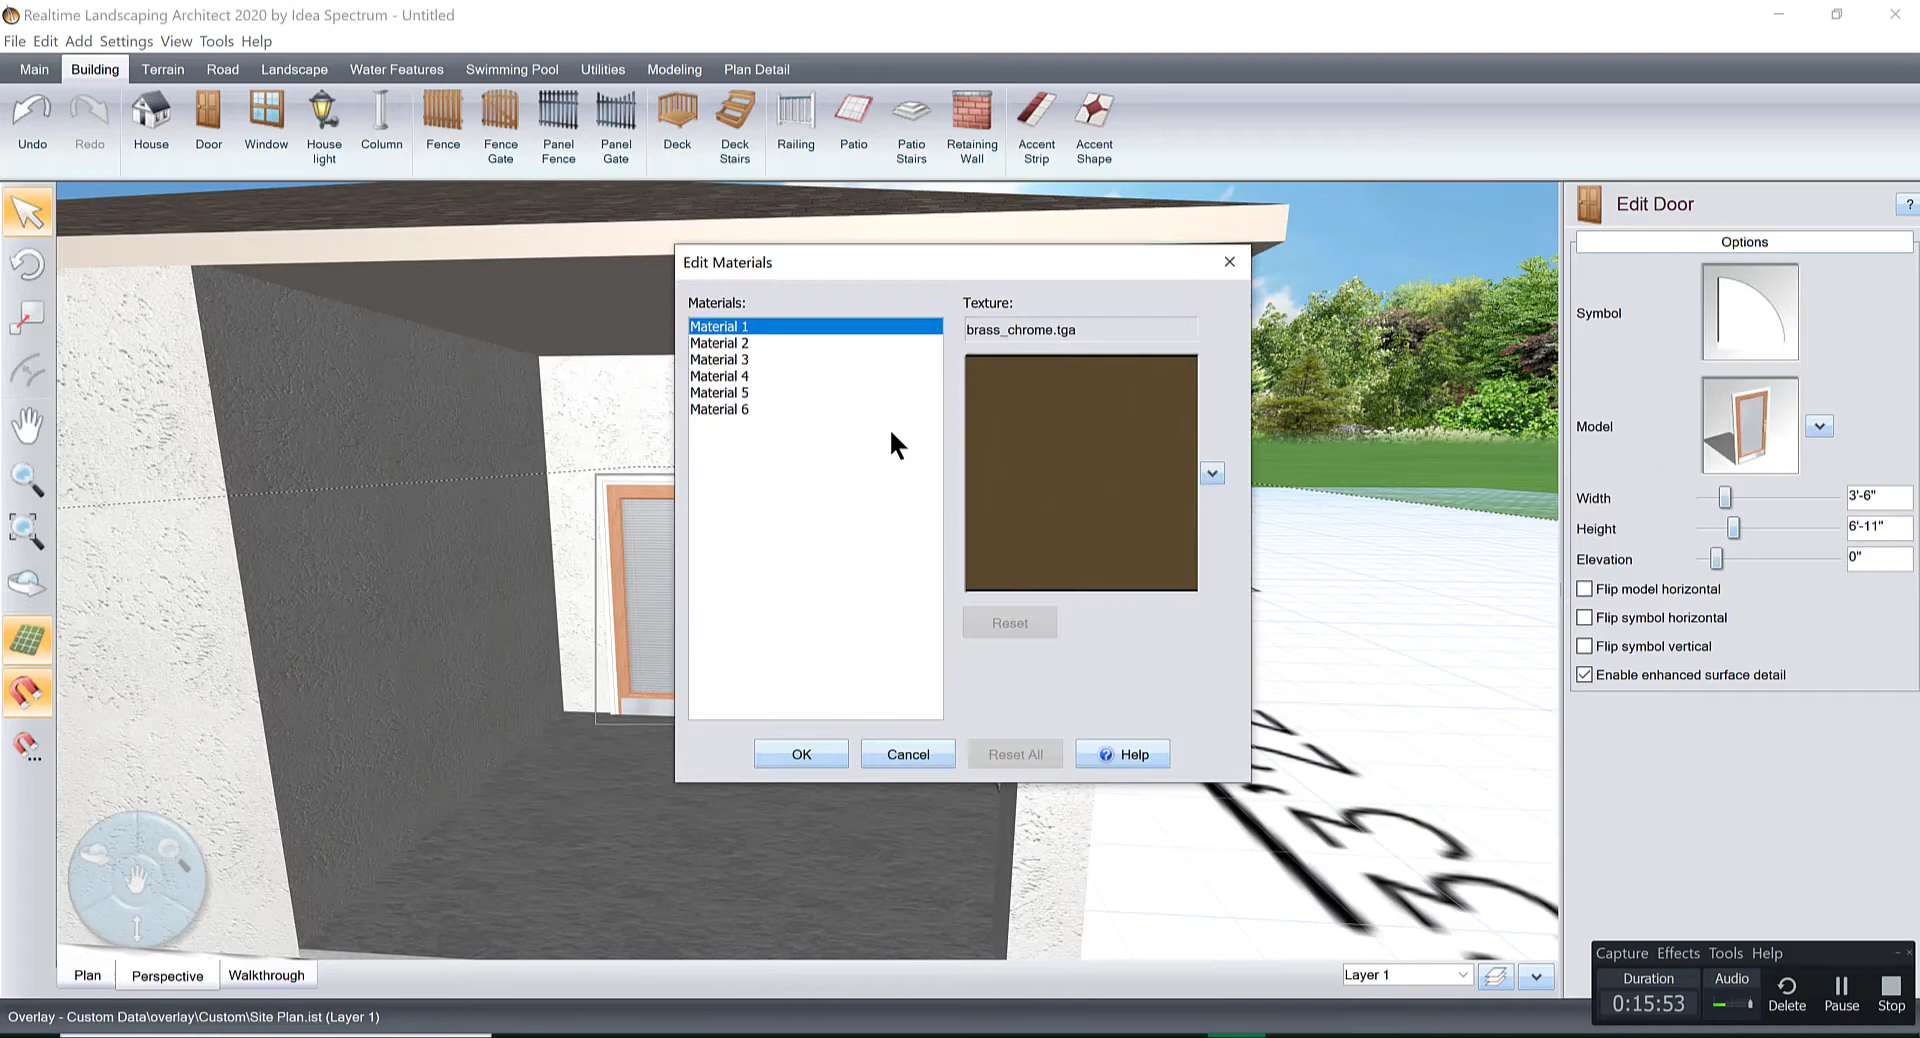 Realtime Landscaping Architect 2020 by Idea Spectrum - Untitled
File Edit Add Settings View Tools Help
Main Building Terrain Road Landscape Water Features Swimming Pool Utilities Modeling Plan Detail
Undo Redo House Door Window House light Column Fence Fence Gate Panel Fence Panel Gate Deck Deck Stairs Railing Patio Patio Stairs Retaining Wall Accent Strip Accent Shape
Edit Door ?
Options
Symbol
Model
Width 3'-6"
Height 6'-11"
Elevation 0"
Flip model horizontal
Flip symbol horizontal
Flip symbol vertical
Enable enhanced surface detail
Edit Materials
Materials: Texture:
Material 1 brass_chrome.tga
Material 2
Material 3
Material 4
Material 5
Material 6
Reset
OK Cancel Reset All ? Help
Plan Perspective Walkthrough
Layer 1
Overlay - Custom Data\overlay\Custom\Site Plan.ist (Layer 1)
Capture Effects Tools Help
Duration Audio
0:15:53 Delete Pause Stop